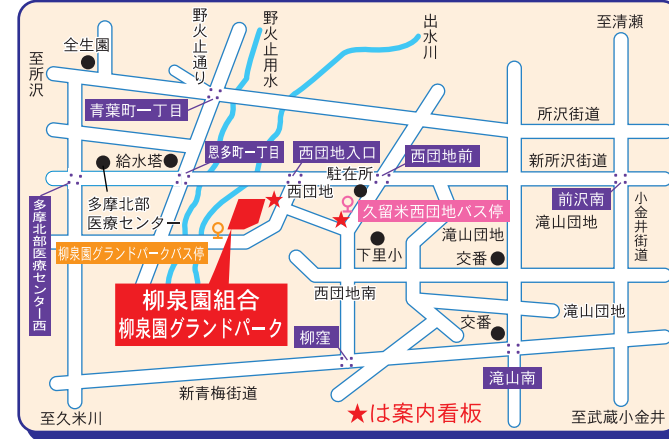 野火止通り
野火止用水
出水川
至清瀬
全生園
至所沢
青葉町一丁目
所沢街道
恩多町一丁目
西団地入口
西団地前
新所沢街道
給水塔
駐在所
西団地
前沢南
多摩北部
医療センター
久留米西団地バス停
滝山団地
小金井街道
多摩北部医療センター西
柳泉園グランドパークバス停
下里小
滝山団地
交番
柳泉園組合
柳泉園グランドパーク
西団地南
滝山団地
交番
柳窪
滝山南
新青梅街道
至久米川
★は案内看板
至武蔵小金井